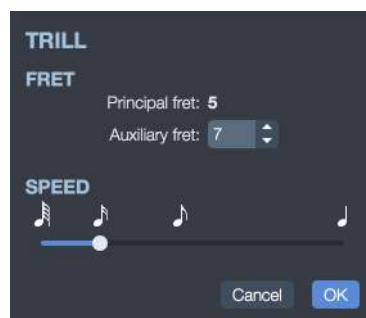 TRILL
FRET
Principal fret: 5
Auxiliary fret: 7
SPEED
Cancel OK